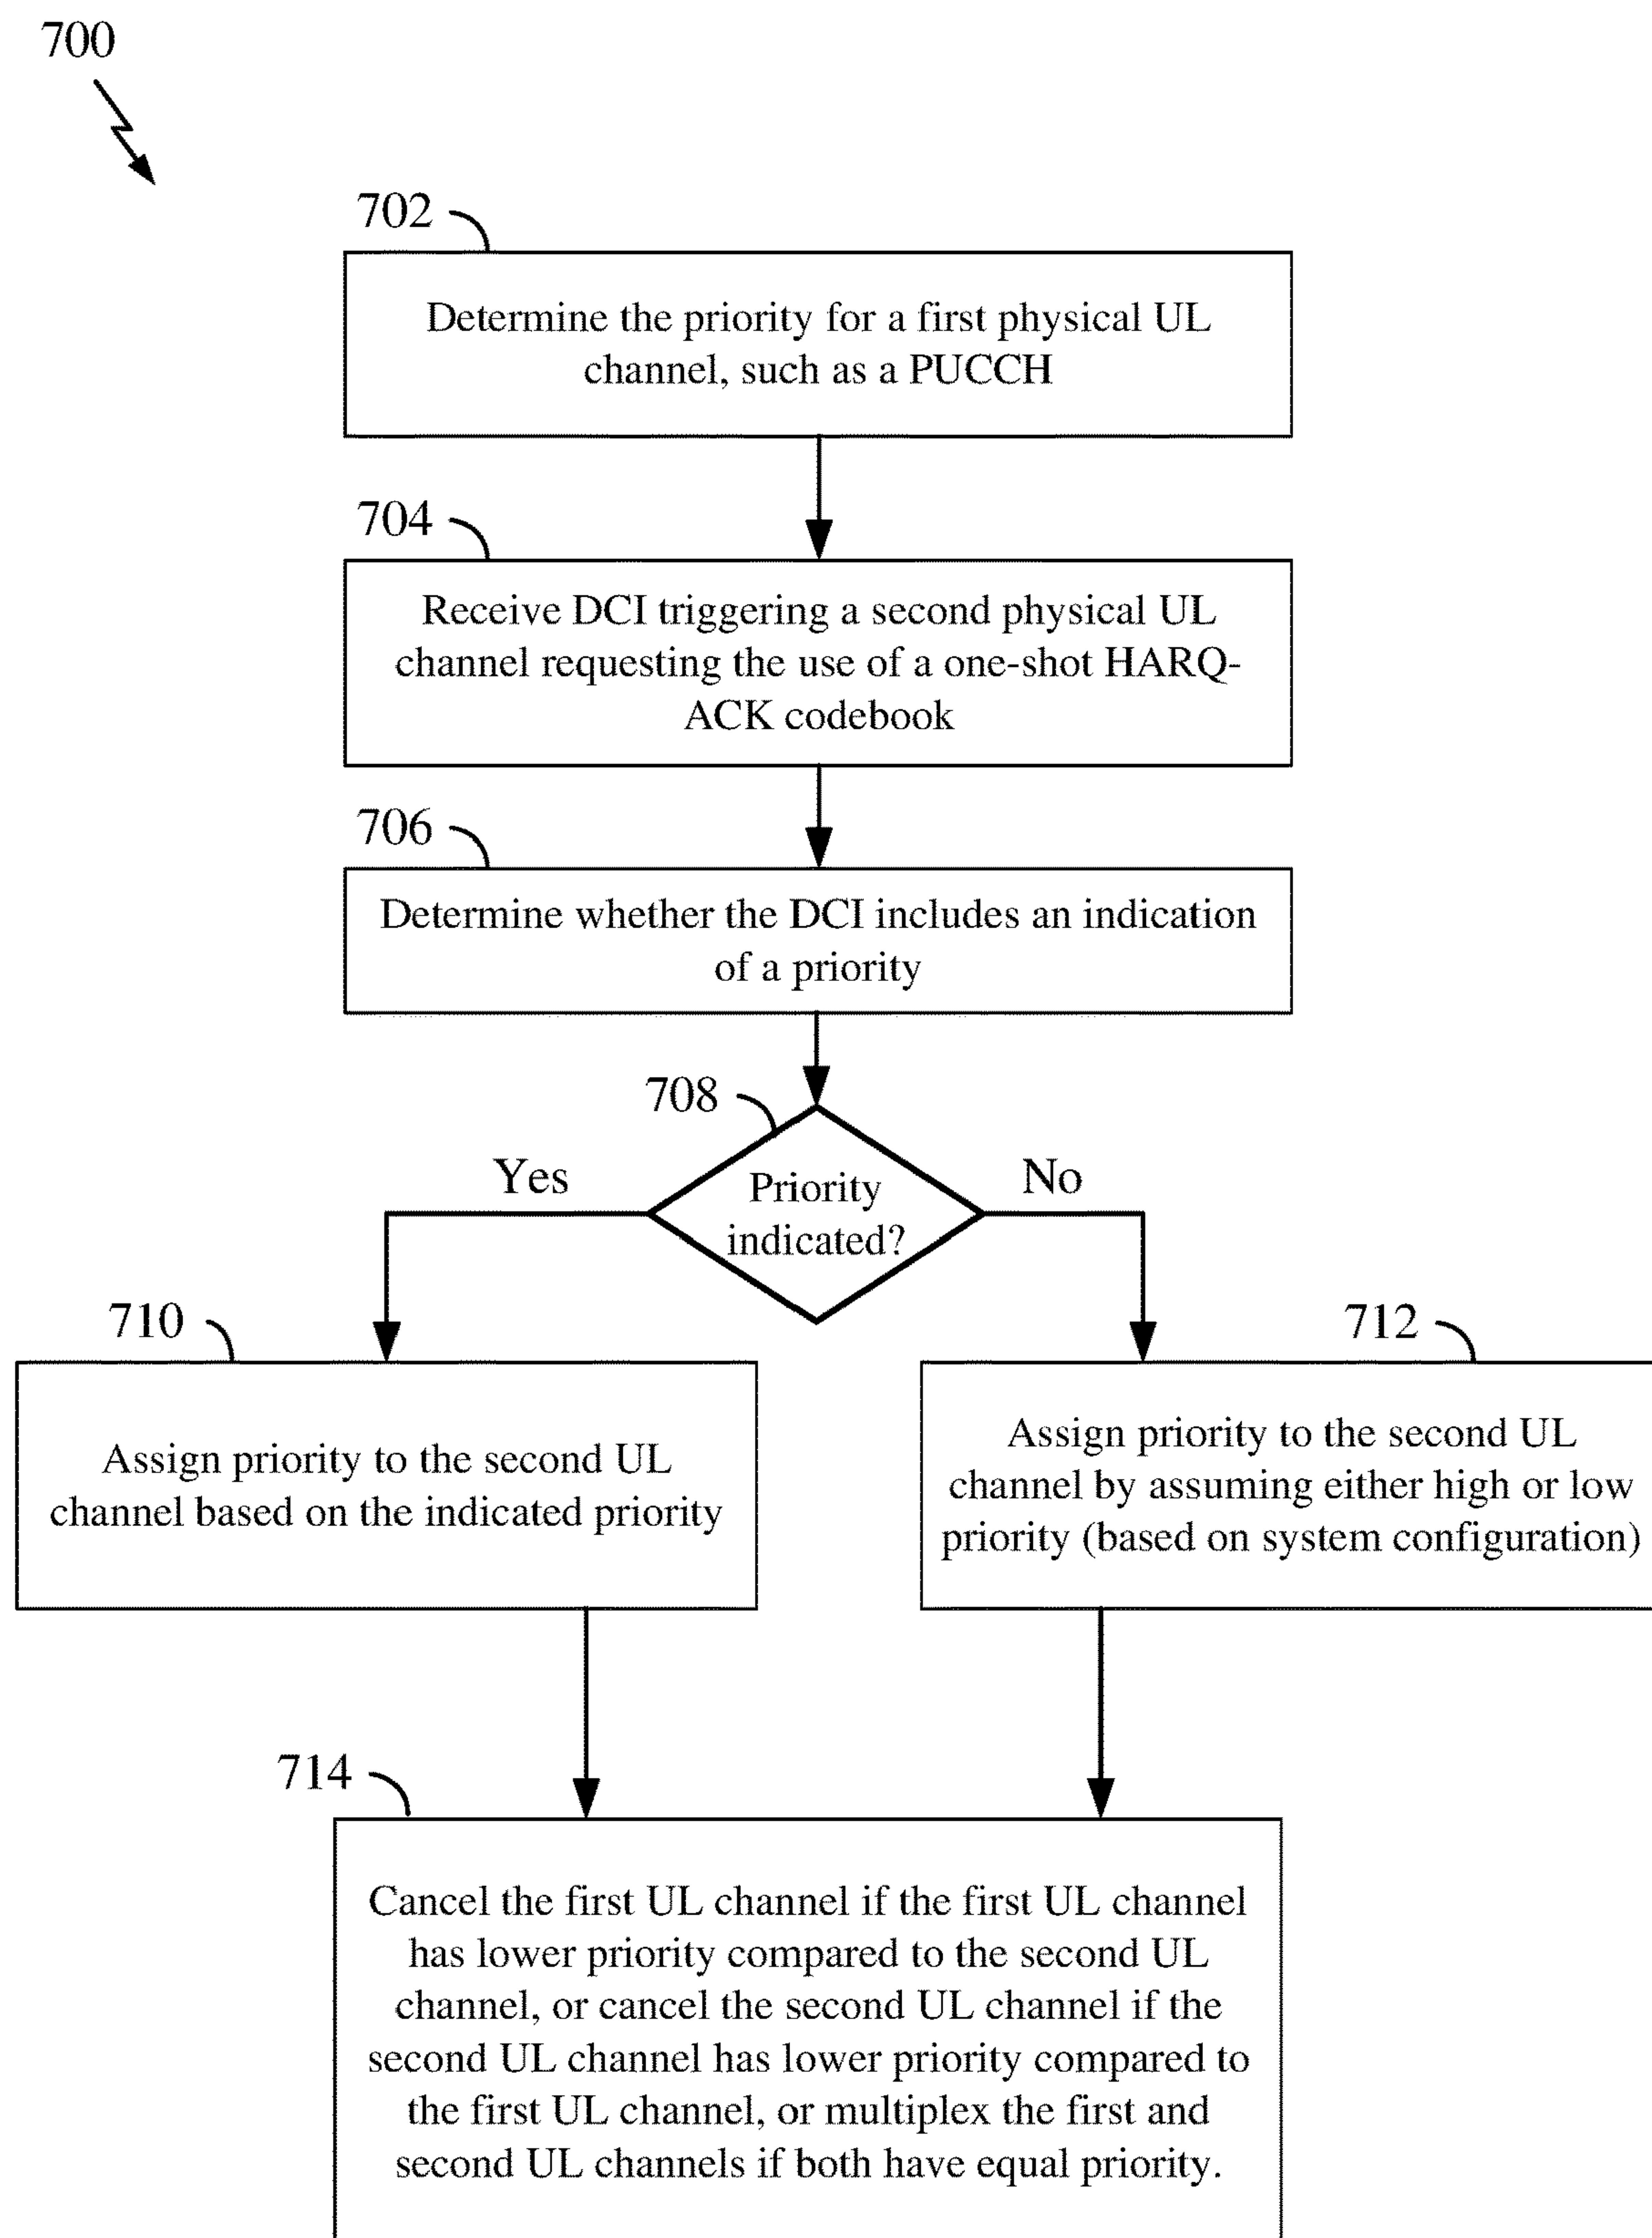 700
702
Determine the priority for a first physical UL
channel, such as a PUCCH
704
Receive DCI triggering a second physical UL
channel requesting the use of a one-shot HARQ-
ACK codebook
706
Determine whether the DCI includes an indication
of a priority
708
Yes
No
Priority
indicated?
710
Assign priority to the second UL
channel based on the indicated priority
712
Assign priority to the second UL
channel by assuming either high or low
priority (based on system configuration)
714
Cancel the first UL channel if the first UL channel
has lower priority compared to the second UL
channel, or cancel the second UL channel if the
second UL channel has lower priority compared to
the first UL channel, or multiplex the first and
second UL channels if both have equal priority.